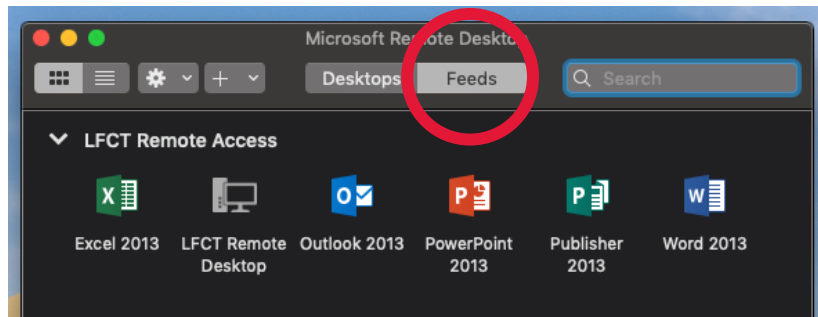 Microsoft Remote Desktop
Desktops Feeds Search
LFCT Remote Access
Excel 2013 LFCT Remote Desktop Outlook 2013 PowerPoint 2013 Publisher 2013 Word 2013